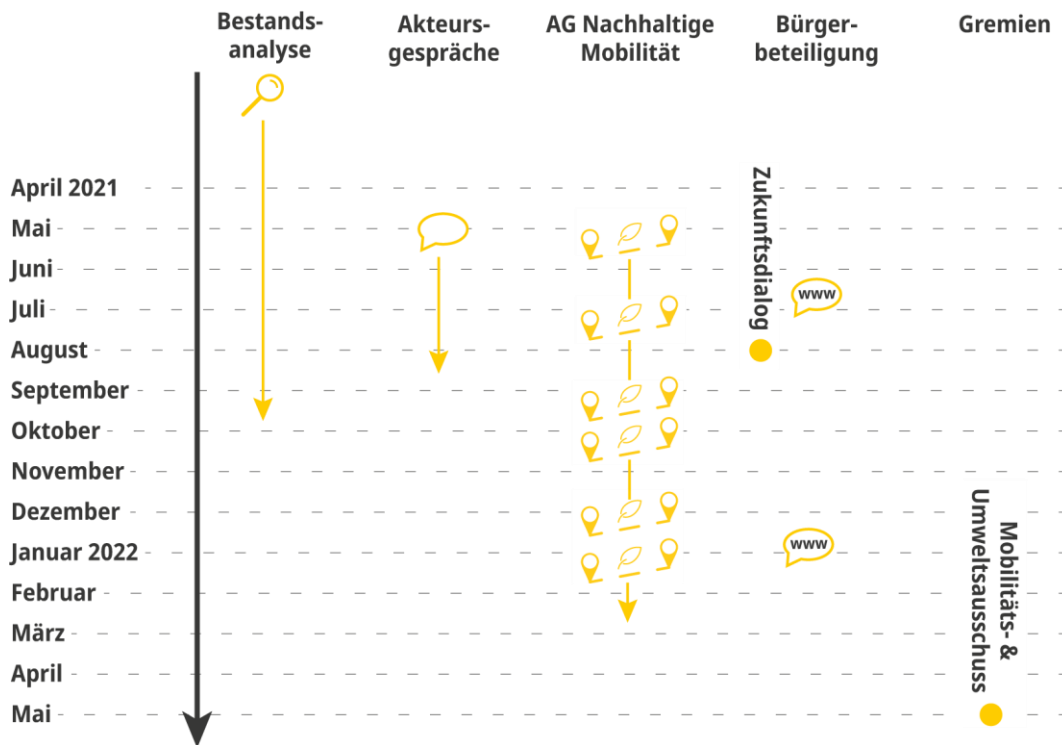 Bestands-
analyse
Akteurs-
gespräche
AG Nachhaltige
Mobilität
Bürger-
beteiligung
Gremien
April 2021
Mai
Juni
Juli
August
September
Oktober
November
Dezember
Januar 2022
Februar
März
April
Mai
Zukunftsdialog
www
www
Mobilitäts- &
Umweltsausschuss